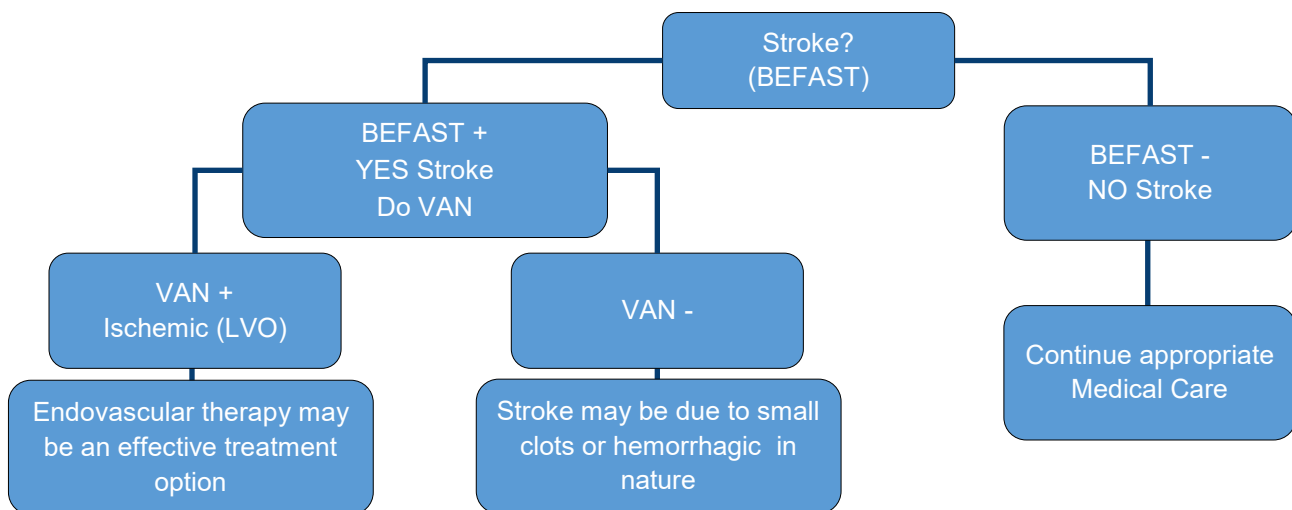 Stroke?
(BEFAST)
BEFAST +
YES Stroke
Do VAN
BEFAST -
NO Stroke
VAN +
Ischemic (LVO)
VAN -
Continue appropriate
Medical Care
Endovascular therapy may
be an effective treatment
option
Stroke may be due to small
clots or hemorrhagic in
nature